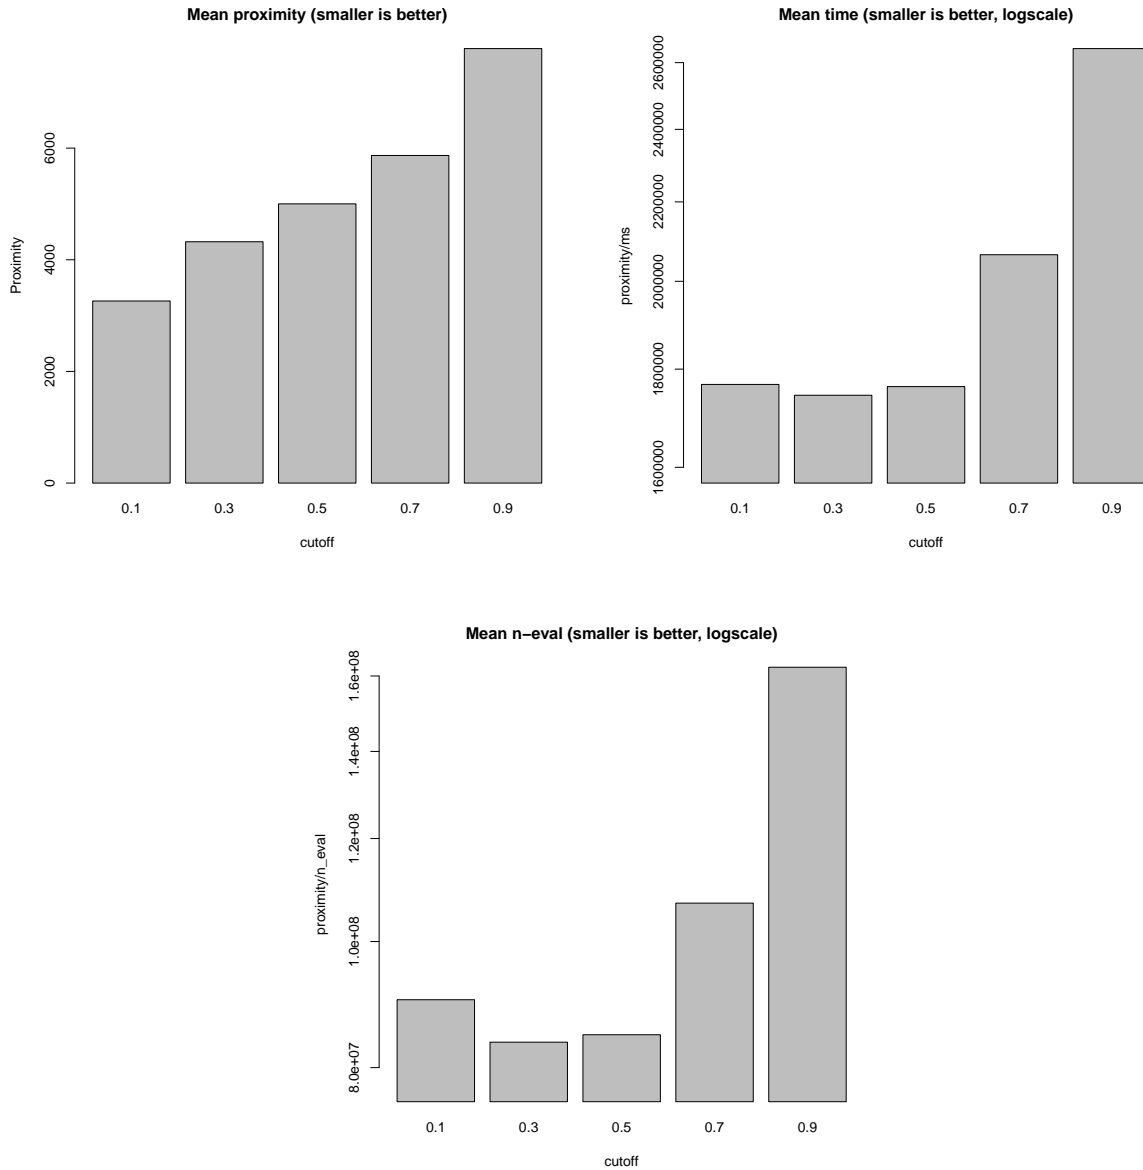 Mean proximity (smaller is better)
Proximity
0
2000
4000
6000
0.1 0.3 0.5 0.7 0.9
cutoff
Mean time (smaller is better, logscale)
proximity/ms
1600000
1800000
2000000
2200000
2400000
2600000
0.1 0.3 0.5 0.7 0.9
cutoff
Mean n−eval (smaller is better, logscale)
proximity/n_eval
8.0e+07
1.0e+08
1.2e+08
1.4e+08
1.6e+08
0.1 0.3 0.5 0.7 0.9
cutoff